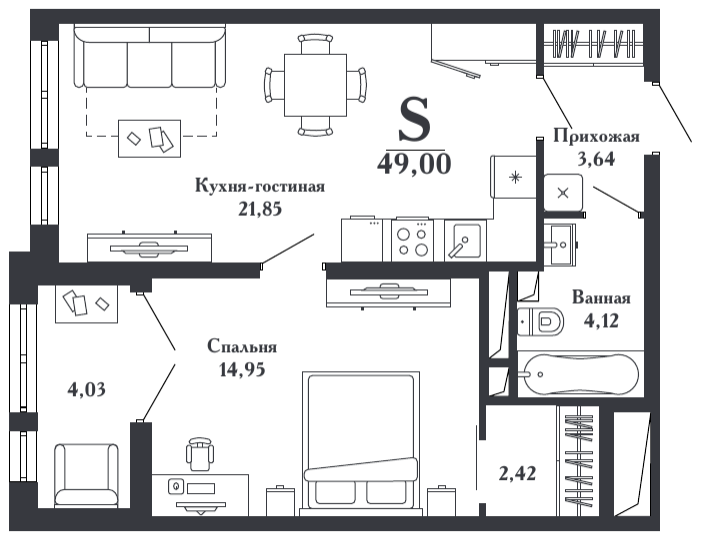 S
49,00
Прихожая
3,64
Кухня-гостиная
21,85
Ванная
4,12
Спальня
14,95
4,03
2,42